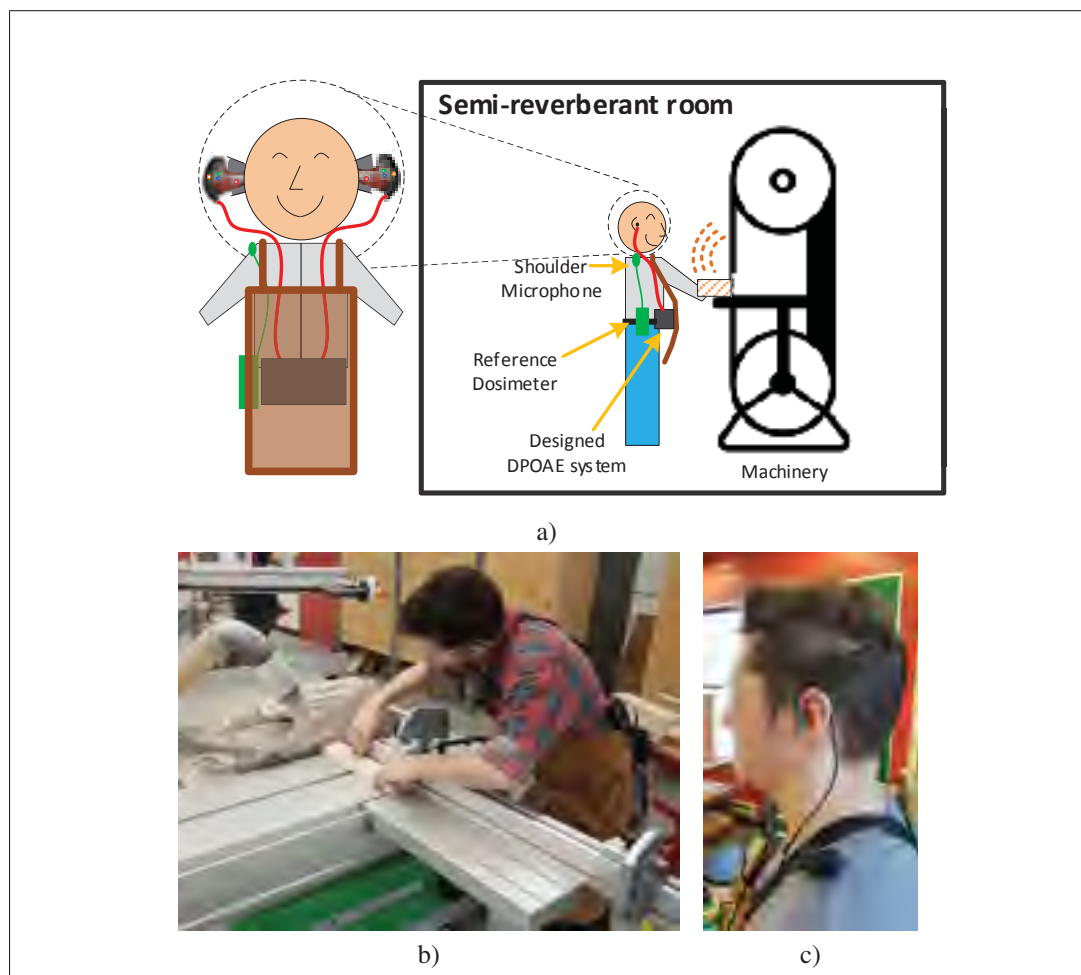 Semi-reverberant room
Shoulder
Microphone
Reference
Dosimeter
Designed
DPOAE system
Machinery
a)
b)
c)